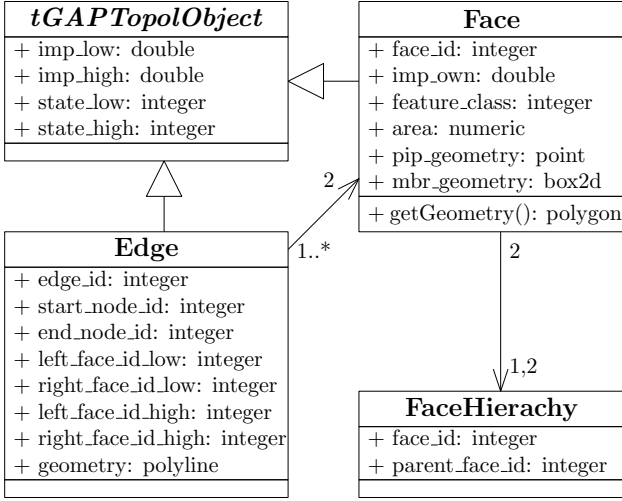 tGAPTopolObject
+ imp_low: double
+ imp_high: double
+ state_low: integer
+ state_high: integer
Face
+ face_id: integer
+ imp_own: double
+ feature_class: integer
+ area: numeric
+ pip_geometry: point
+ mbr_geometry: box2d
+ getGeometry(): polygon
2
1..*
2
1,2
Edge
+ edge_id: integer
+ start_node_id: integer
+ end_node_id: integer
+ left_face_id_low: integer
+ right_face_id_low: integer
+ left_face_id_high: integer
+ right_face_id_high: integer
+ geometry: polyline
FaceHierachy
+ face_id: integer
+ parent_face_id: integer